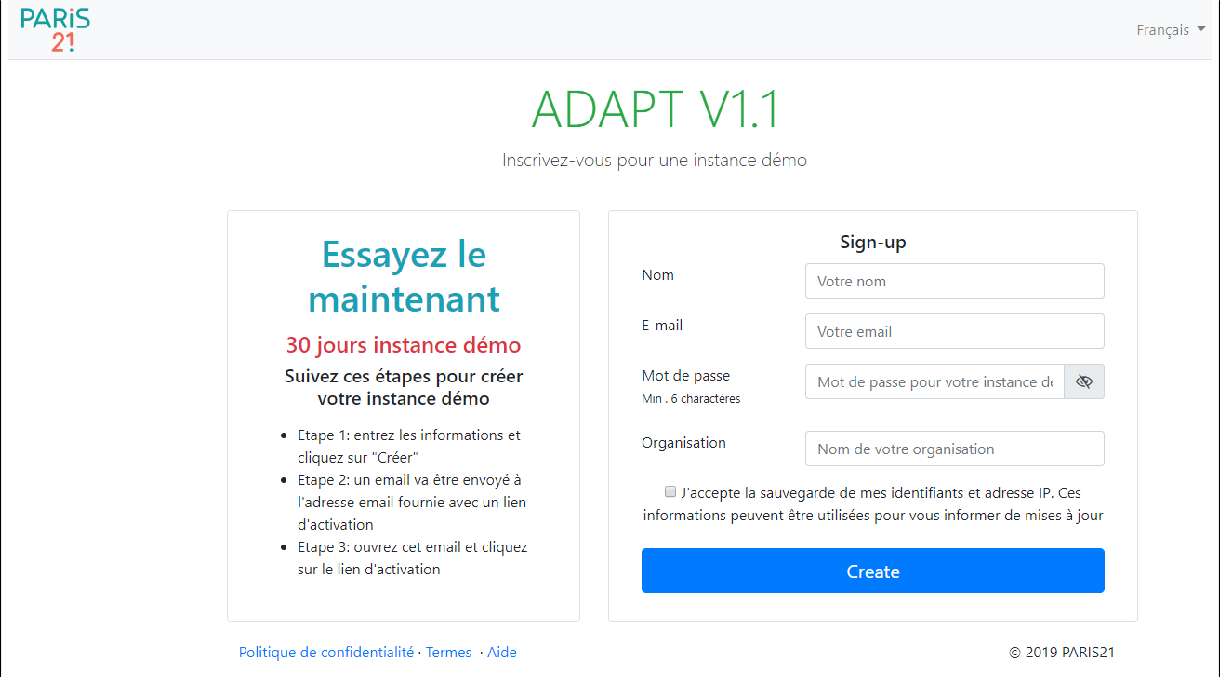 PARiS
21
Français
ADAPT V1.1
Inscrivez-vous pour une instance démo
Essayez le
maintenant
30 jours instance démo
Suivez ces étapes pour créer
votre instance démo
• Etape 1: entrez les informations et
cliquez sur "Créer"
• Etape 2: un email va être envoyé à
l'adresse email fournie avec un lien
d'activation
• Etape 3: ouvrez cet email et cliquez
sur le lien d'activation
Sign-up
Nom
Votre nom
E-mail
Votre email
Mot de passe
Min . 6 characteres
Mot de passe pour votre instance de
Organisation
Nom de votre organisation
J'accepte la sauvegarde de mes identifiants et adresse IP. Ces
informations peuvent être utilisées pour vous informer de mises à jour
Create
Politique de confidentialité · Termes · Aide
© 2019 PARIS21